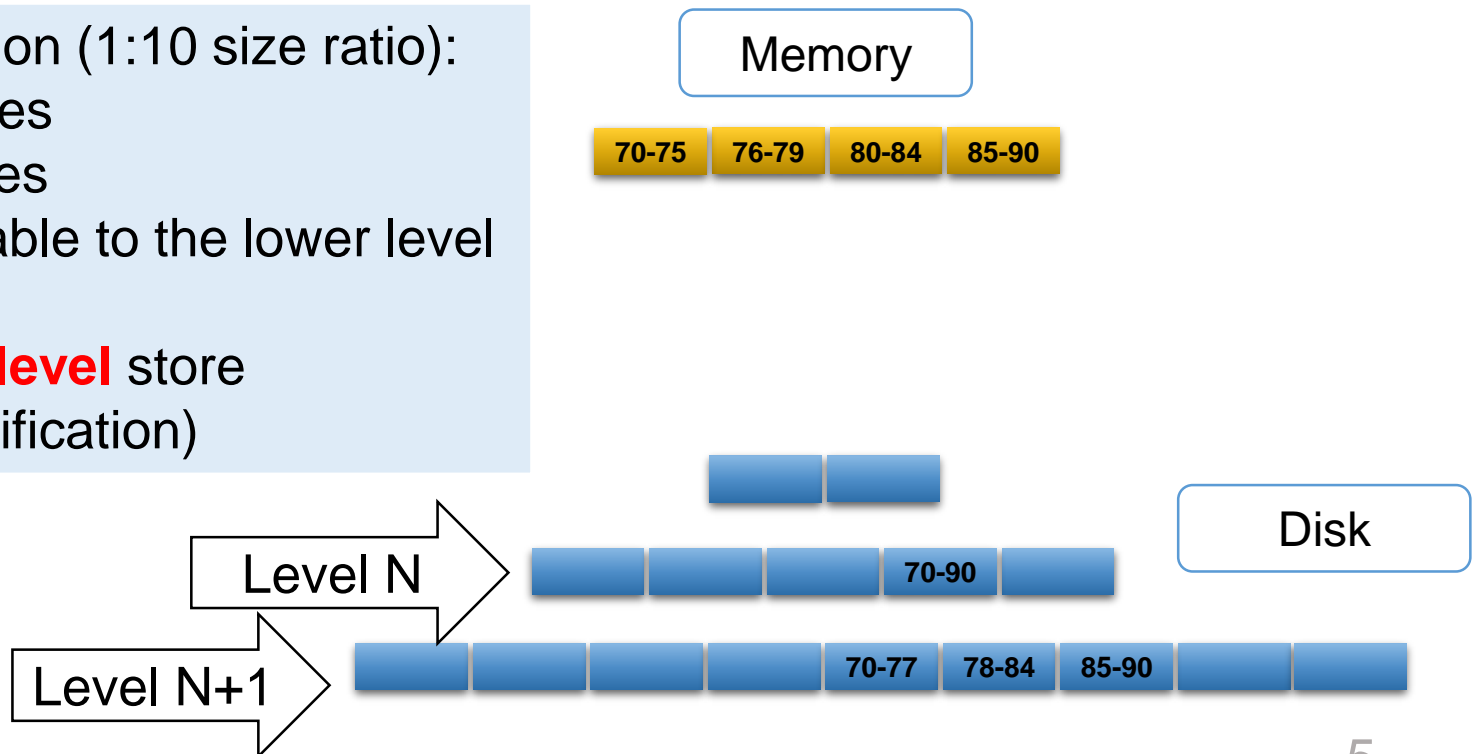 on (1:10 size ratio):
es
es
able to the lower level
level store
ification)
Memory
70-75 76-79 80-84 85-90
Disk
Level N
70-90
Level N+1
70-77 78-84 85-90
5